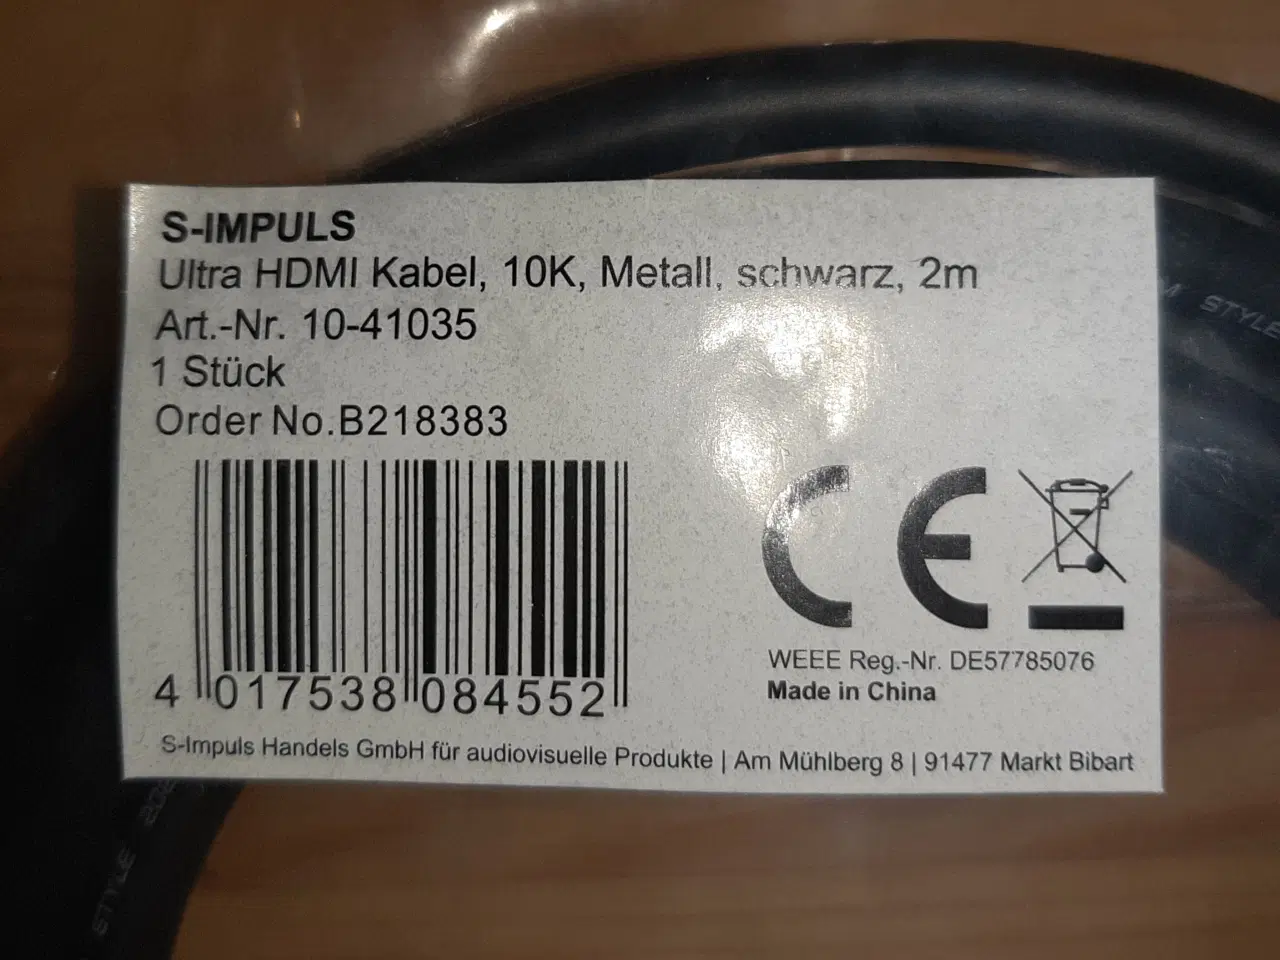 S-IMPULS
Ultra HDMI Kabel, 10K, Metall, schwarz, 2m
Art.-Nr. 10-41035
1 Stück
Order No.B218383
4 017538 084552
CE
WEEE Reg.-Nr. DE57785076
Made in China
S-Impuls Handels GmbH für audiovisuelle Produkte | Am Mühlberg 8 | 91477 Markt Bibart
STYLE
STYLE